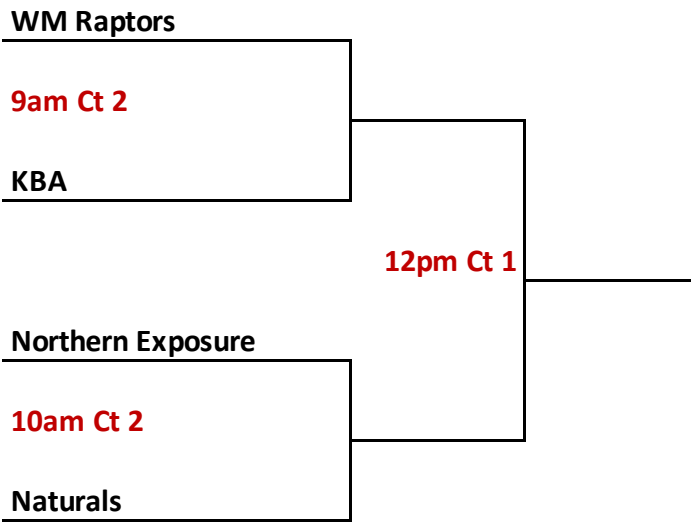 WM Raptors
9am Ct 2
KBA
12pm Ct 1
Northern Exposure
10am Ct 2
Naturals